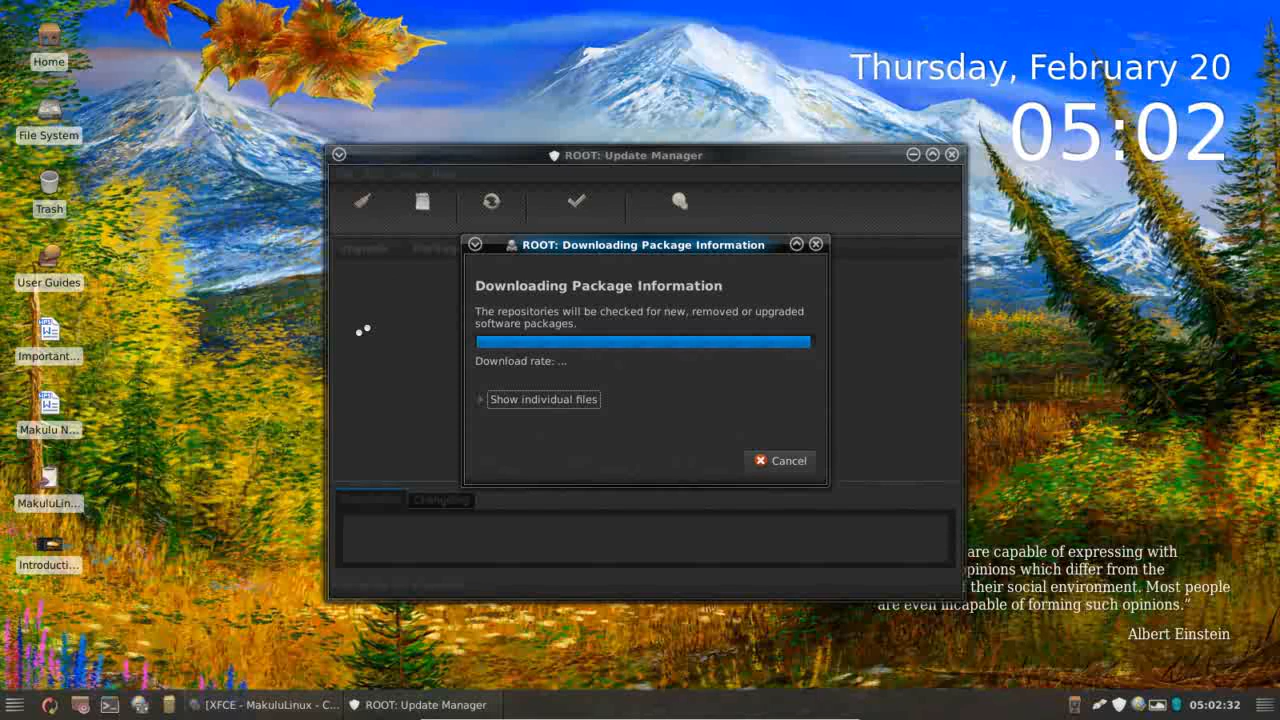 Home
File System
Trash
User Guides
Important...
Makulu N...
MakuluLin...
Introducti...
Thursday, February 20
05:02
ROOT: Update Manager
ROOT: Downloading Package Information
Downloading Package Information
The repositories will be checked for new, removed or upgraded
software packages.
Download rate: ...
Show individual files
Cancel
Changelog
are capable of expressing with
opinions which differ from the
their social environment. Most people
are even incapable of forming such opinions.”
Albert Einstein
[XFCE - MakuluLinux - C...
ROOT: Update Manager
05:02:32